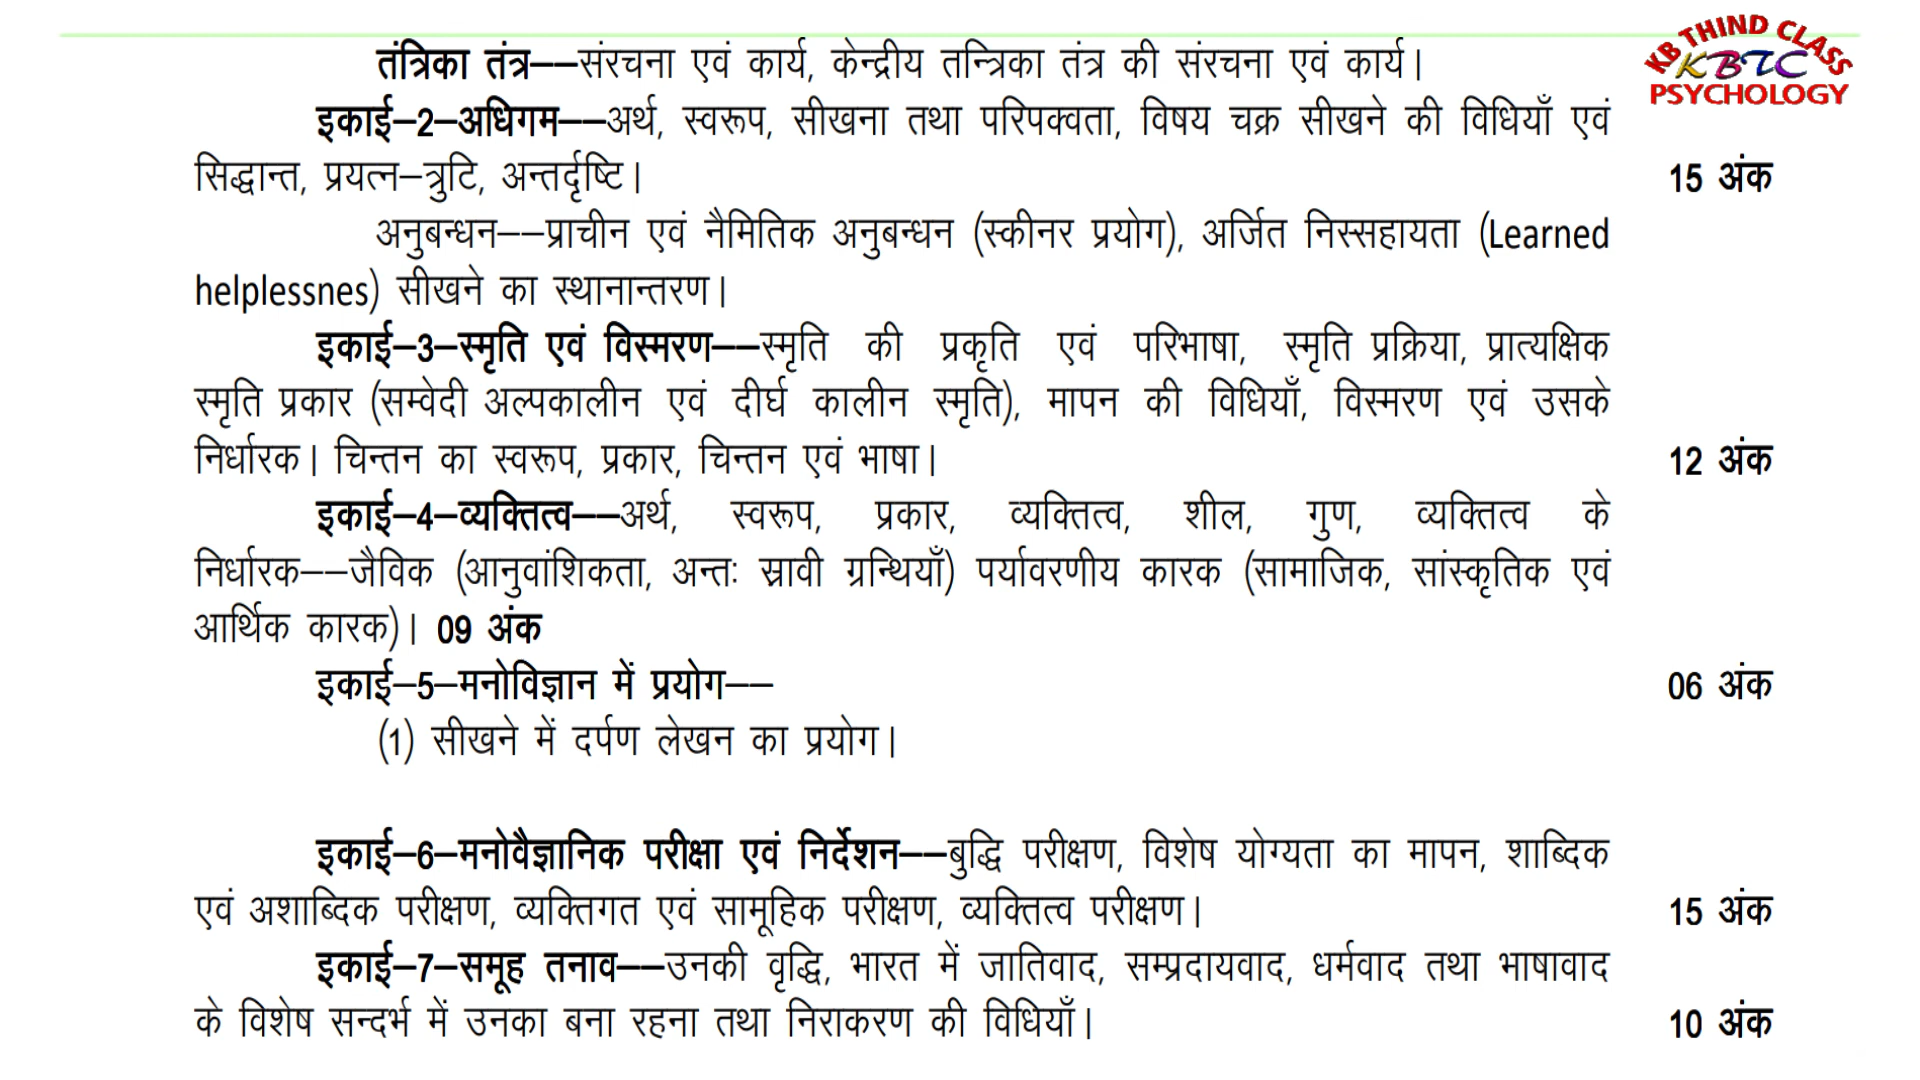 KB THIND CLASS
KBTC
PSYCHOLOGY
तंत्रिका तंत्र––संरचना एवं कार्य, केन्द्रीय तन्त्रिका तंत्र की संरचना एवं कार्य।
इकाई–2–अधिगम––अर्थ, स्वरूप, सीखना तथा परिपक्वता, विषय चक्र सीखने की विधियाँ एवं
सिद्धान्त, प्रयत्न–त्रुटि, अन्तर्दृष्टि। 15 अंक
अनुबन्धन––प्राचीन एवं नैमितिक अनुबन्धन (स्कीनर प्रयोग), अर्जित निस्सहायता (Learned
helplessnes) सीखने का स्थानान्तरण।
इकाई–3–स्मृति एवं विस्मरण––स्मृति की प्रकृति एवं परिभाषा, स्मृति प्रक्रिया, प्रात्यक्षिक
स्मृति प्रकार (सम्वेदी अल्पकालीन एवं दीर्घ कालीन स्मृति), मापन की विधियाँ, विस्मरण एवं उसके
निर्धारक। चिन्तन का स्वरूप, प्रकार, चिन्तन एवं भाषा। 12 अंक
इकाई–4–व्यक्तित्व––अर्थ, स्वरूप, प्रकार, व्यक्तित्व, शील, गुण, व्यक्तित्व के
निर्धारक––जैविक (आनुवांशिकता, अन्तः स्रावी ग्रन्थियाँ) पर्यावरणीय कारक (सामाजिक, सांस्कृतिक एवं
आर्थिक कारक)। 09 अंक
इकाई–5–मनोविज्ञान में प्रयोग–– 06 अंक
(1) सीखने में दर्पण लेखन का प्रयोग।
इकाई–6–मनोवैज्ञानिक परीक्षा एवं निर्देशन––बुद्धि परीक्षण, विशेष योग्यता का मापन, शाब्दिक
एवं अशाब्दिक परीक्षण, व्यक्तिगत एवं सामूहिक परीक्षण, व्यक्तित्व परीक्षण। 15 अंक
इकाई–7–समूह तनाव––उनकी वृद्धि, भारत में जातिवाद, सम्प्रदायवाद, धर्मवाद तथा भाषावाद
के विशेष सन्दर्भ में उनका बना रहना तथा निराकरण की विधियाँ। 10 अंक